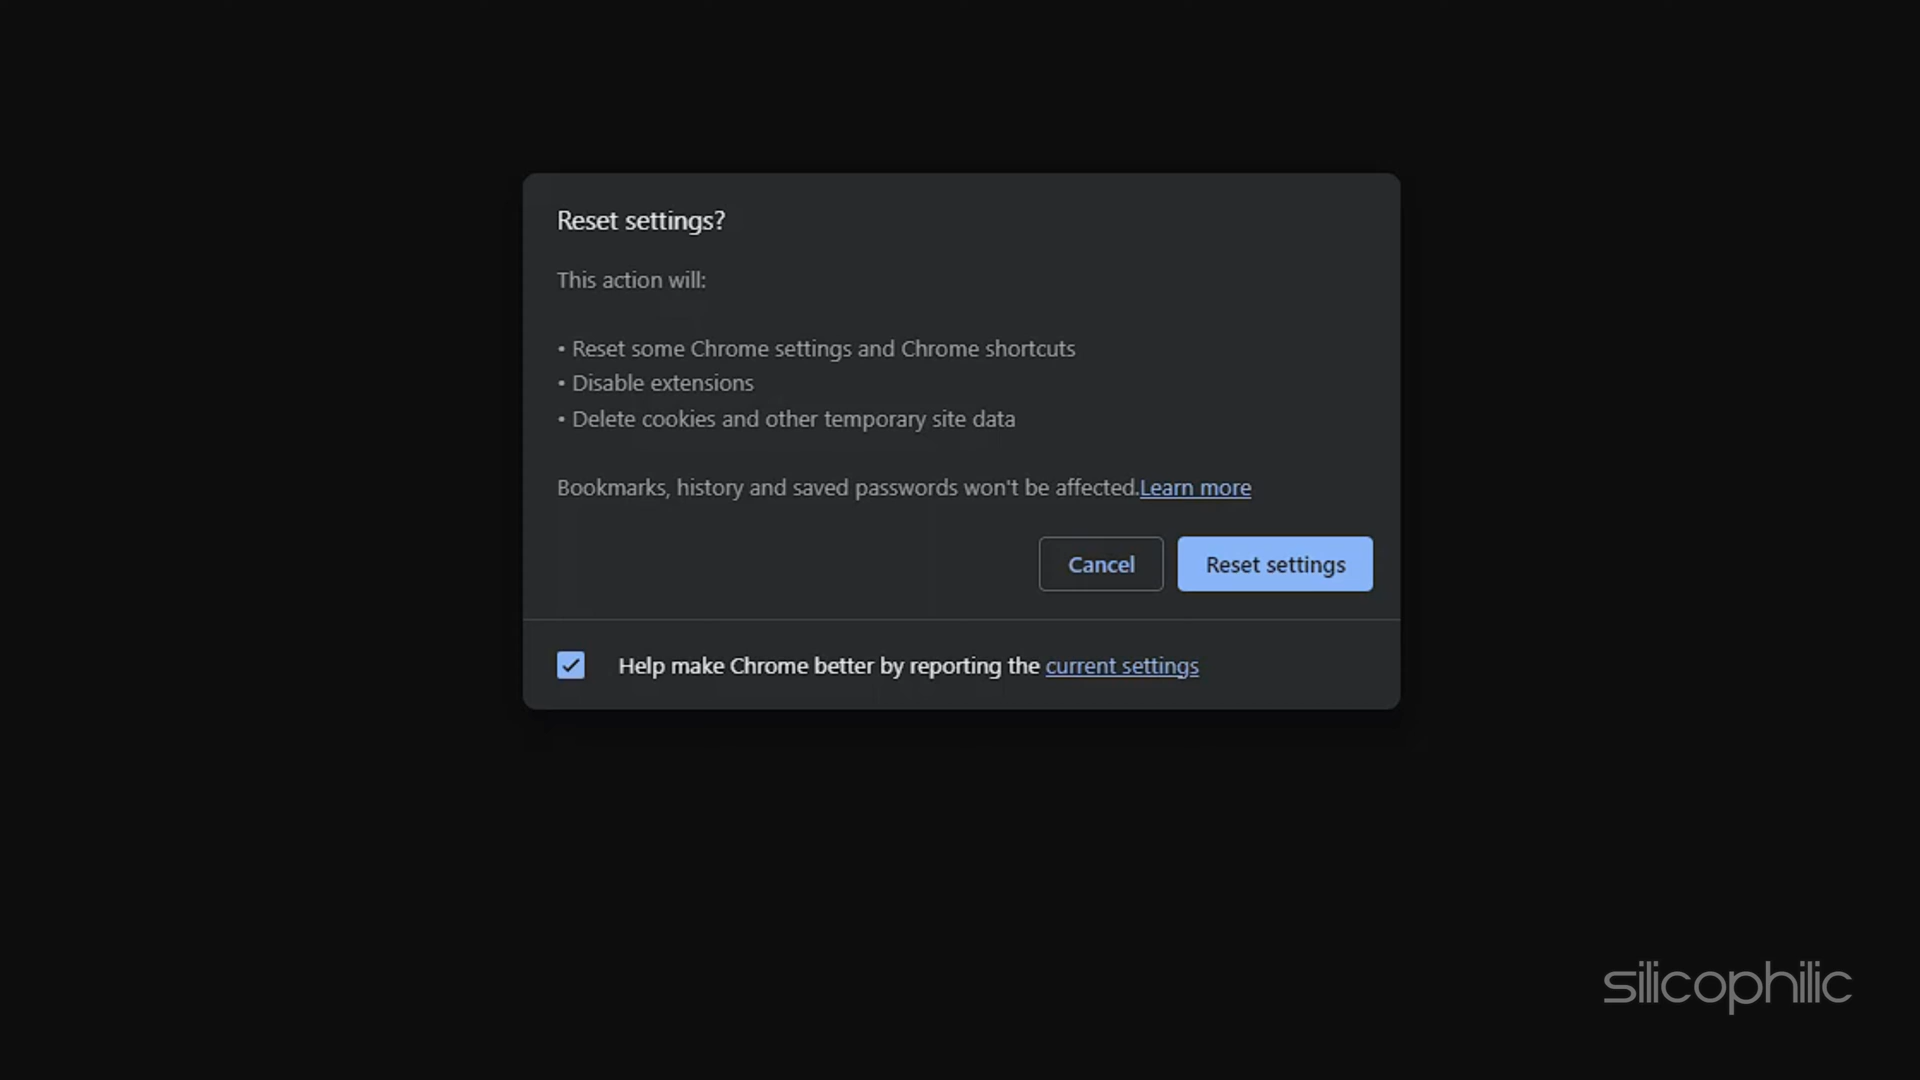 Reset settings?
This action will:
• Reset some Chrome settings and Chrome shortcuts
• Disable extensions
• Delete cookies and other temporary site data
Bookmarks, history and saved passwords won't be affected.Learn more
Cancel Reset settings
Help make Chrome better by reporting the current settings
silicophilic